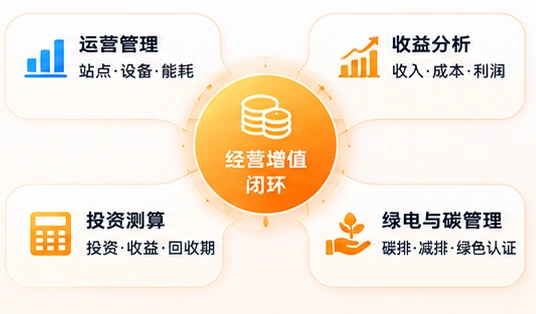 运营管理
站点·设备·能耗
收益分析
收入·成本·利润
经营增值
闭环
投资测算
投资·收益·回收期
绿电与碳管理
碳排·减排·绿色认证